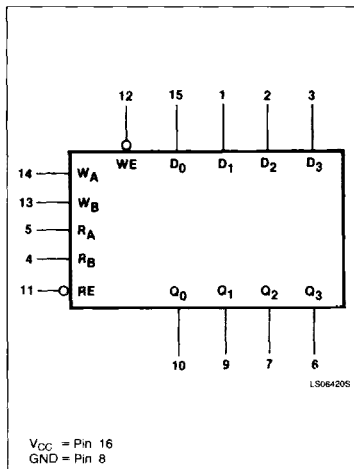 12 15 1 2 3
WE D0 D1 D2 D3
14 WA
13 WB
5 RA
4 RB
11 RE Q0 Q1 Q2 Q3
10 9 7 6
LS06420S
VCC = Pin 16
GND = Pin 8